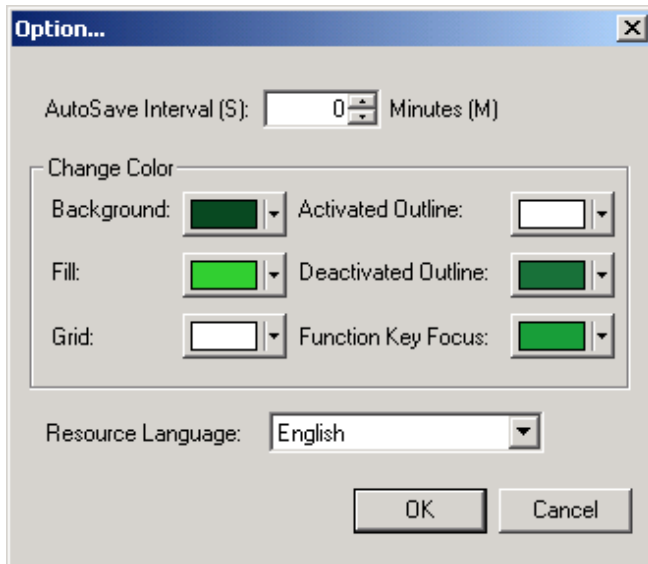 Option...
AutoSave Interval (S): 0 Minutes (M)
Change Color
Background: Activated Outline:
Fill: Deactivated Outline:
Grid: Function Key Focus:
Resource Language: English
OK Cancel